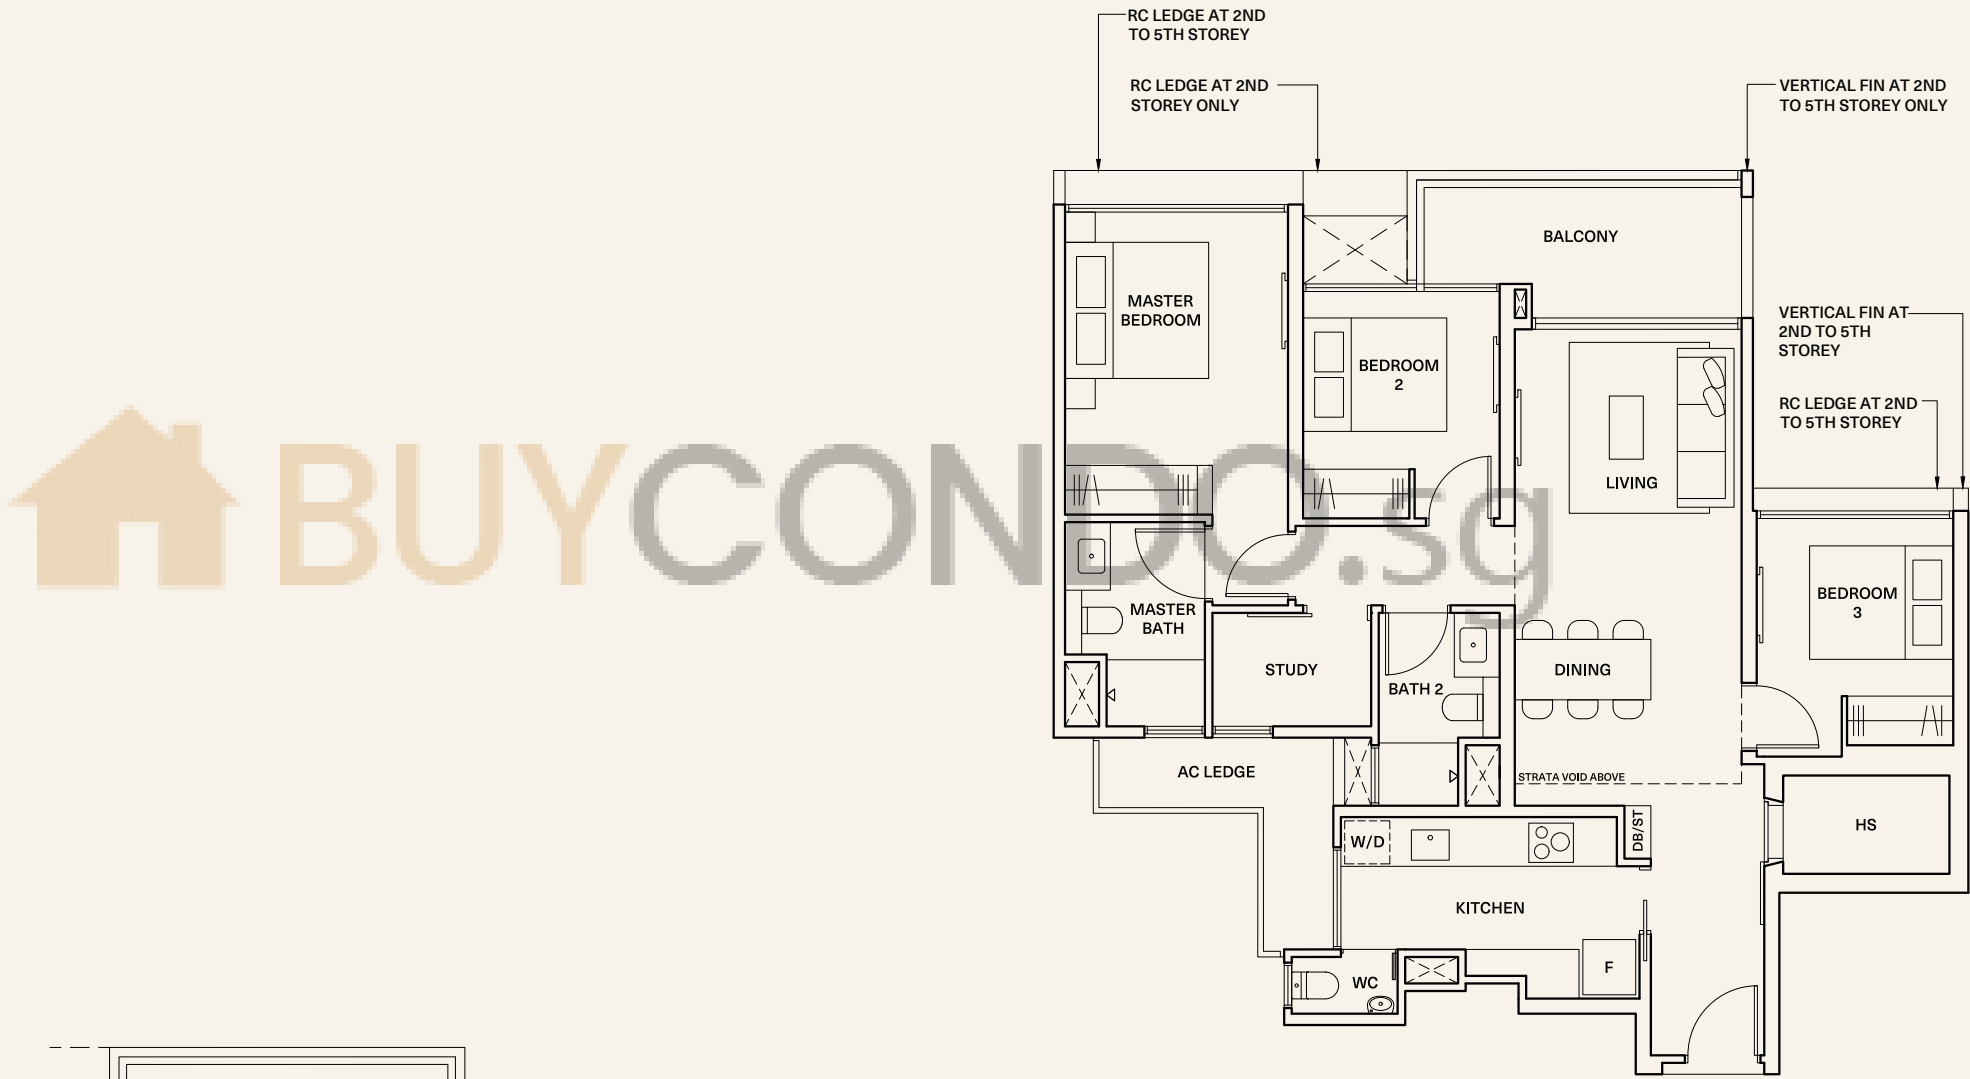 RC LEDGE AT 2ND
TO 5TH STOREY
RC LEDGE AT 2ND
STOREY ONLY
VERTICAL FIN AT 2ND
TO 5TH STOREY ONLY
BALCONY
MASTER
BEDROOM
VERTICAL FIN AT
2ND TO 5TH
STOREY
BEDROOM
2
RC LEDGE AT 2ND
TO 5TH STOREY
LIVING
BUYCONDO.sg
BEDROOM
3
MASTER
BATH
STUDY
BATH 2
DINING
AC LEDGE
STRATA VOID ABOVE
W/D
DB/ST
HS
KITCHEN
F
WC